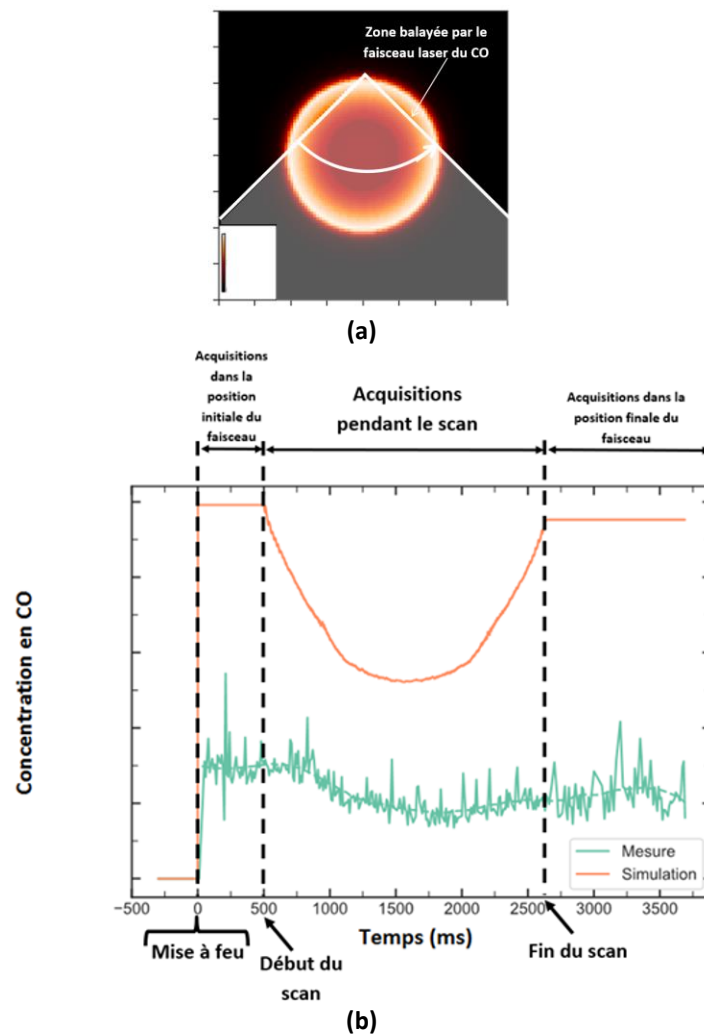 Zone balayée par le
faisceau laser du CO
(a)
Acquisitions
dans la
position
initiale du
faisceau
Acquisitions
pendant le scan
Acquisitions dans la
position finale du
faisceau
Concentration en CO
Mesure
Simulation
−500 0 500 1000 1500 2000 2500 3000 3500
Temps (ms)
Mise à feu
Début du
scan
Fin du scan
(b)